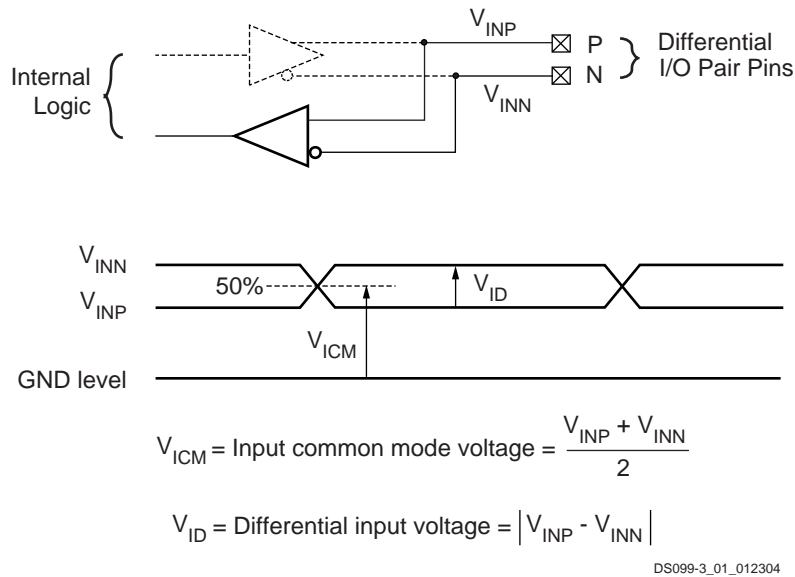 V_INP
P
Differential
I/O Pair Pins
N
V_INN
Internal
Logic
V_INN
50%
V_ID
V_INP
V_ICM
GND level
V_ICM = Input common mode voltage = (V_INP + V_INN) / 2
V_ID = Differential input voltage = |V_INP - V_INN|
DS099-3_01_012304